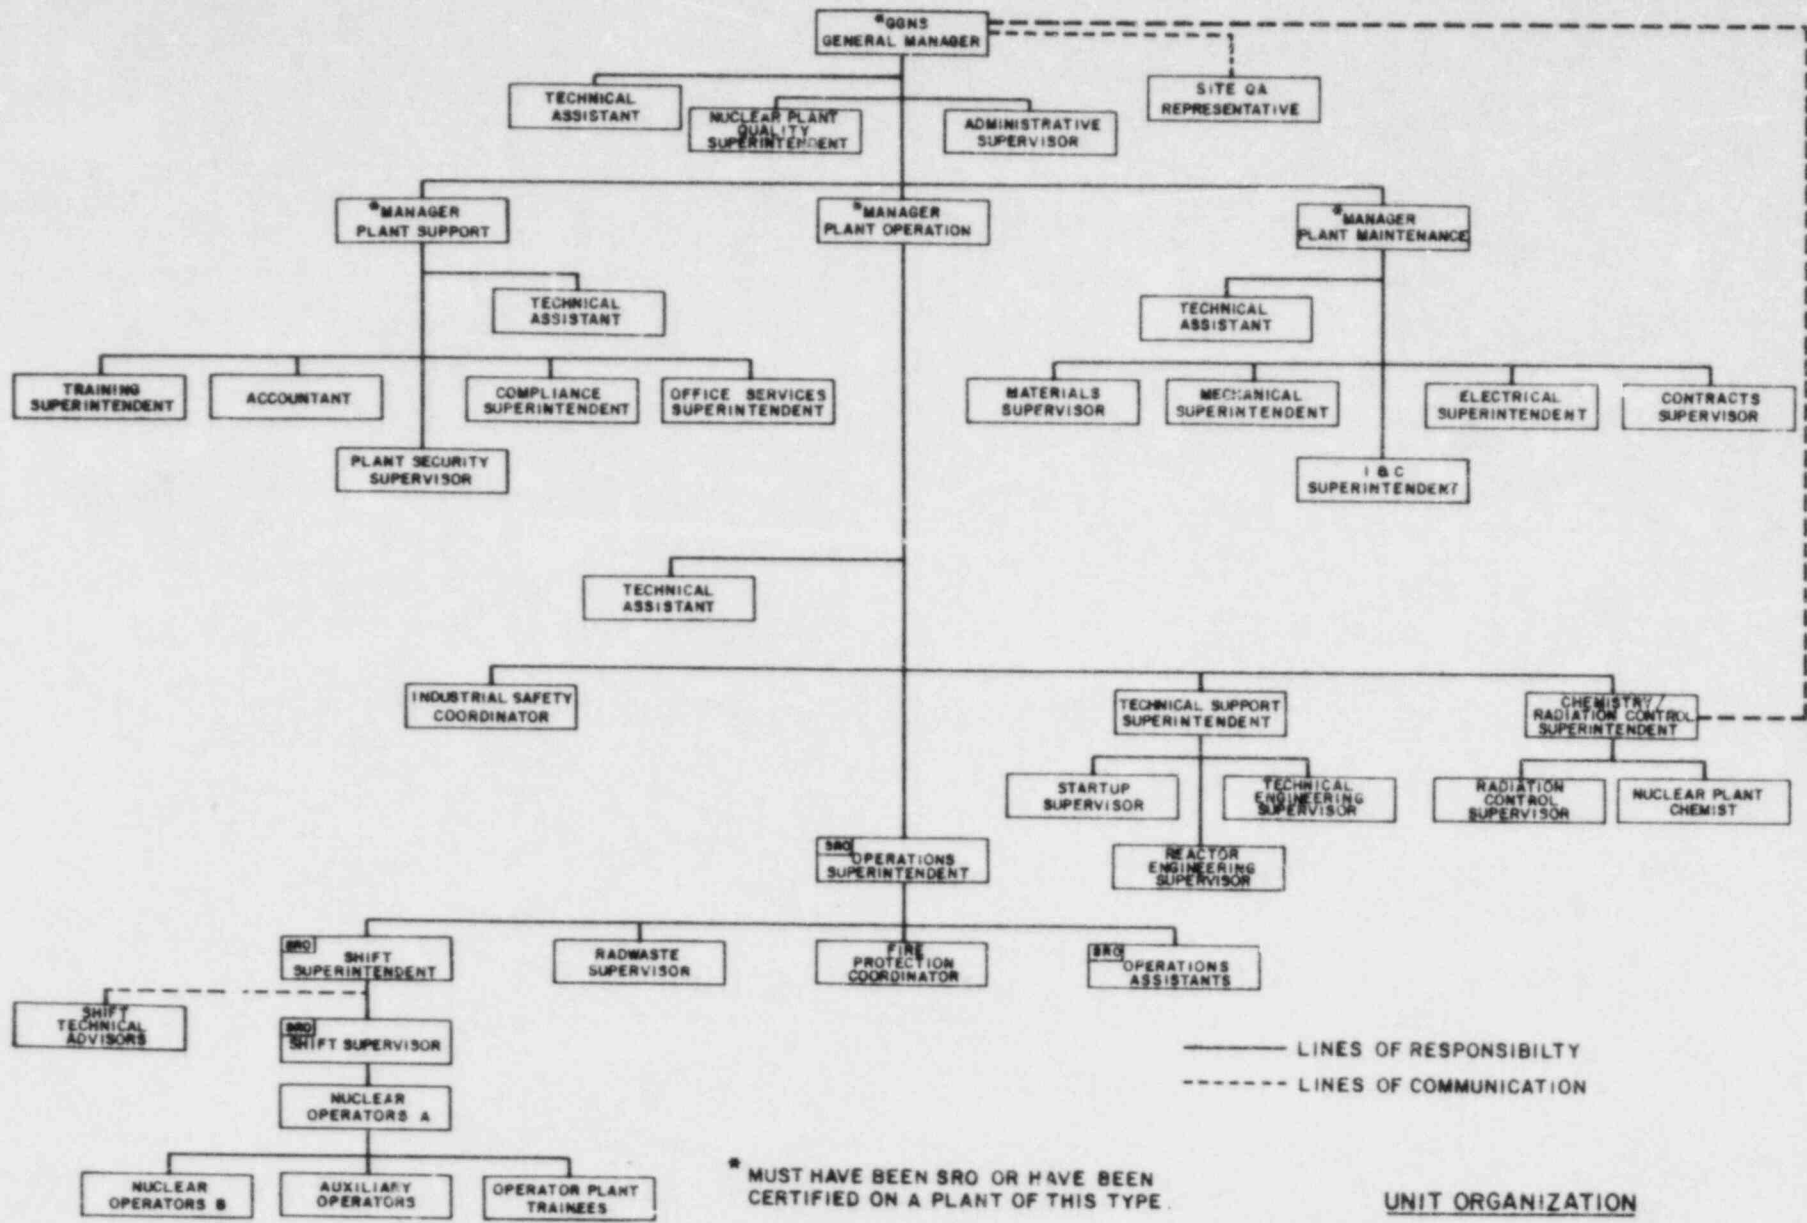 *GGNS
GENERAL MANAGER
TECHNICAL
ASSISTANT
NUCLEAR PLANT
QUALITY
SUPERINTENDENT
ADMINISTRATIVE
SUPERVISOR
SITE QA
REPRESENTATIVE
*MANAGER
PLANT SUPPORT
*MANAGER
PLANT OPERATION
*MANAGER
PLANT MAINTENANCE
TECHNICAL
ASSISTANT
TECHNICAL
ASSISTANT
TRAINING
SUPERINTENDENT
ACCOUNTANT
COMPLIANCE
SUPERINTENDENT
OFFICE SERVICES
SUPERINTENDENT
MATERIALS
SUPERVISOR
MECHANICAL
SUPERINTENDENT
ELECTRICAL
SUPERINTENDENT
CONTRACTS
SUPERVISOR
PLANT SECURITY
SUPERVISOR
I & C
SUPERINTENDENT
TECHNICAL
ASSISTANT
INDUSTRIAL SAFETY
COORDINATOR
TECHNICAL SUPPORT
SUPERINTENDENT
CHEMISTRY/
RADIATION CONTROL
SUPERINTENDENT
STARTUP
SUPERVISOR
TECHNICAL
ENGINEERING
SUPERVISOR
RADIATION
CONTROL
SUPERVISOR
NUCLEAR PLANT
CHEMIST
SRO
OPERATIONS
SUPERINTENDENT
REACTOR
ENGINEERING
SUPERVISOR
SRO
SHIFT
SUPERINTENDENT
RADWASTE
SUPERVISOR
FIRE
PROTECTION
COORDINATOR
SRO
OPERATIONS
ASSISTANTS
SHIFT
TECHNICAL
ADVISORS
SRO
SHIFT SUPERVISOR
LINES OF RESPONSIBILTY
LINES OF COMMUNICATION
NUCLEAR
OPERATORS A
NUCLEAR
OPERATORS B
AUXILIARY
OPERATORS
OPERATOR PLANT
TRAINEES
* MUST HAVE BEEN SRO OR HAVE BEEN
CERTIFIED ON A PLANT OF THIS TYPE.
UNIT ORGANIZATION